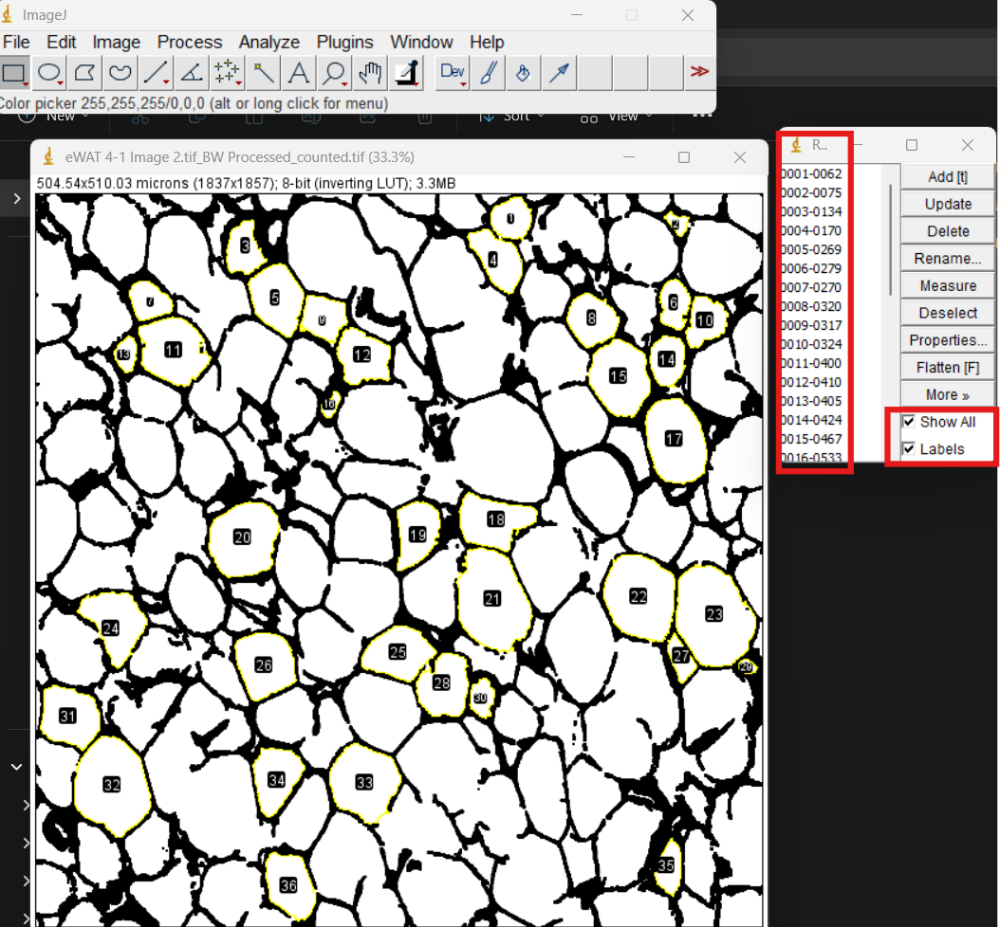 ImageJ
File Edit Image Process Analyze Plugins Window Help
Dev
Color picker 255,255,255/0,0,0 (alt or long click for menu)
New Sort View
eWAT 4-1 Image 2.tif_BW Processed_counted.tif (33.3%)
504.54x510.03 microns (1837x1857); 8-bit (inverting LUT); 3.3MB
R..
0001-0062
0002-0075
0003-0134
0004-0170
0005-0269
0006-0279
0007-0270
0008-0320
0009-0317
0010-0324
0011-0400
0012-0410
0013-0405
0014-0424
0015-0467
0016-0533
Add [t]
Update
Delete
Rename...
Measure
Deselect
Properties...
Flatten [F]
More »
Show All
Labels
1
2
3
4
5
6
7
8
9
10
11
12
13
14
15
16
17
18
19
20
21
22
23
24
25
26
27
28
29
30
31
32
33
34
35
36